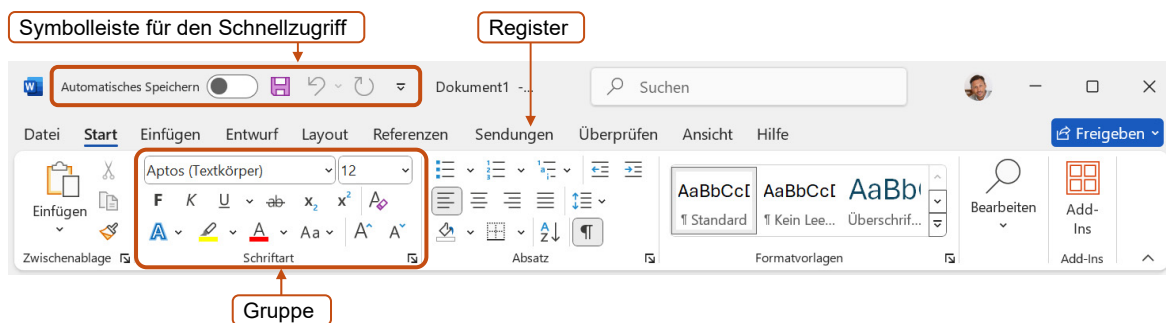 Symbolleiste für den Schnellzugriff
Register
W Automatisches Speichern Dokument1 -... Suchen
Datei Start Einfügen Entwurf Layout Referenzen Sendungen Überprüfen Ansicht Hilfe Freigeben
Aptos (Textkörper) 12
Einfügen
F K U ab x₂ x² A
A A Aa A A
A Z ¶
AaBbCcI AaBbCcI AaBb(
¶ Standard ¶ Kein Lee... Überschrif...
Bearbeiten
Add-
Ins
Zwischenablage Schriftart Absatz Formatvorlagen Add-Ins
Gruppe